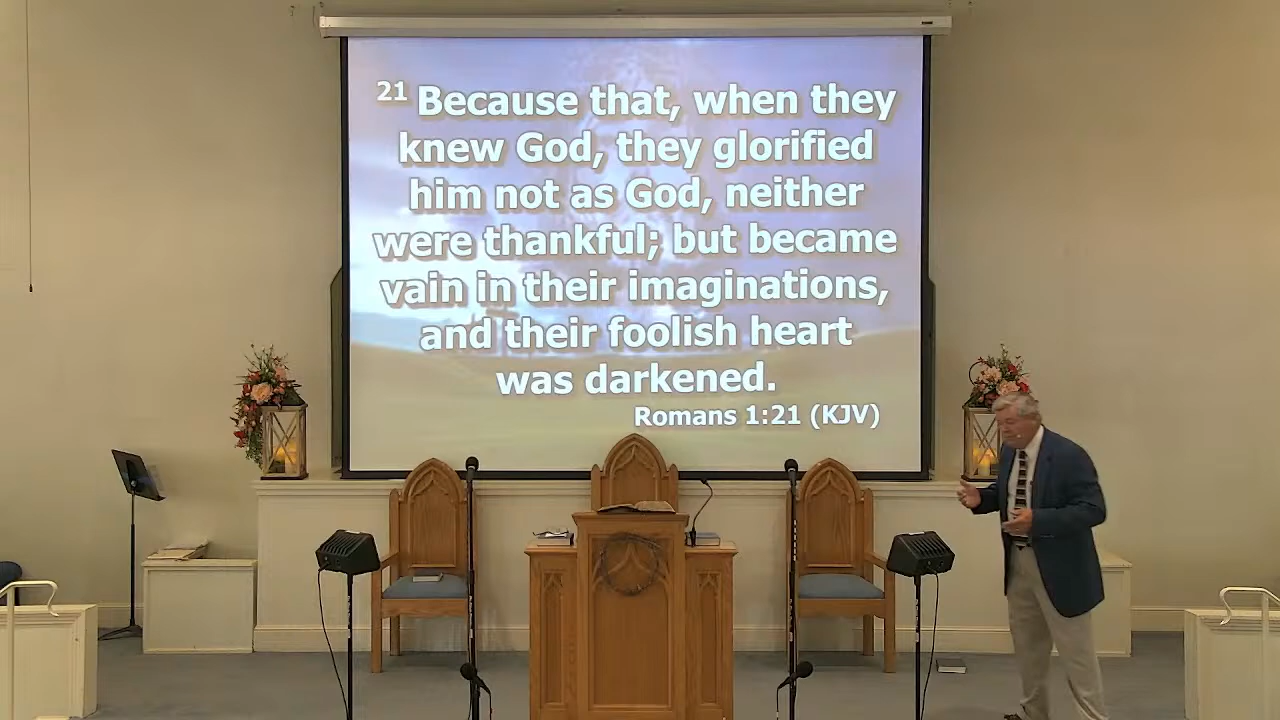 21 Because that, when they
knew God, they glorified
him not as God, neither
were thankful; but became
vain in their imaginations,
and their foolish heart
was darkened.
Romans 1:21 (KJV)